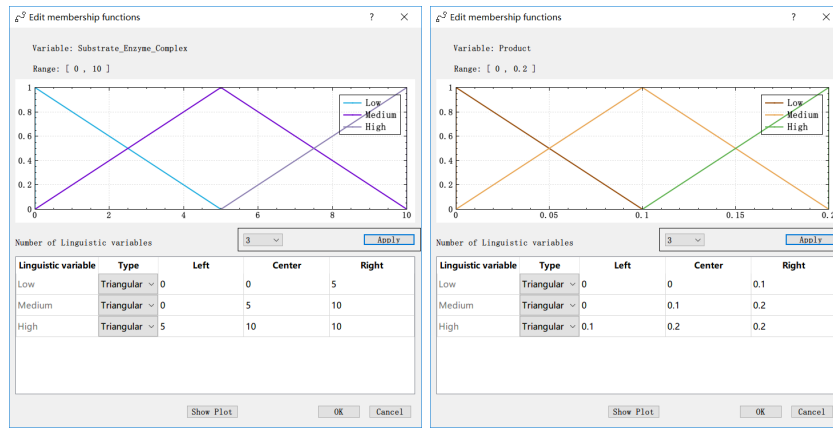 Edit membership functions ? ×
Variable: Substrate_Enzyme_Complex
Range: [ 0 , 10 ]
1
0.8
0.6
0.4
0.2
0
0 2 4 6 8 10
Low
Medium
High
Number of Linguistic variables 3 Apply
Linguistic variable Type Left Center Right
Low Triangular 0 0 5
Medium Triangular 0 5 10
High Triangular 5 10 10
Show Plot OK Cancel
Edit membership functions ? ×
Variable: Product
Range: [ 0 , 0.2 ]
1
0.8
0.6
0.4
0.2
0
0 0.05 0.1 0.15 0.2
Low
Medium
High
Number of Linguistic variables 3 Apply
Linguistic variable Type Left Center Right
Low Triangular 0 0 0.1
Medium Triangular 0 0.1 0.2
High Triangular 0.1 0.2 0.2
Show Plot OK Cancel